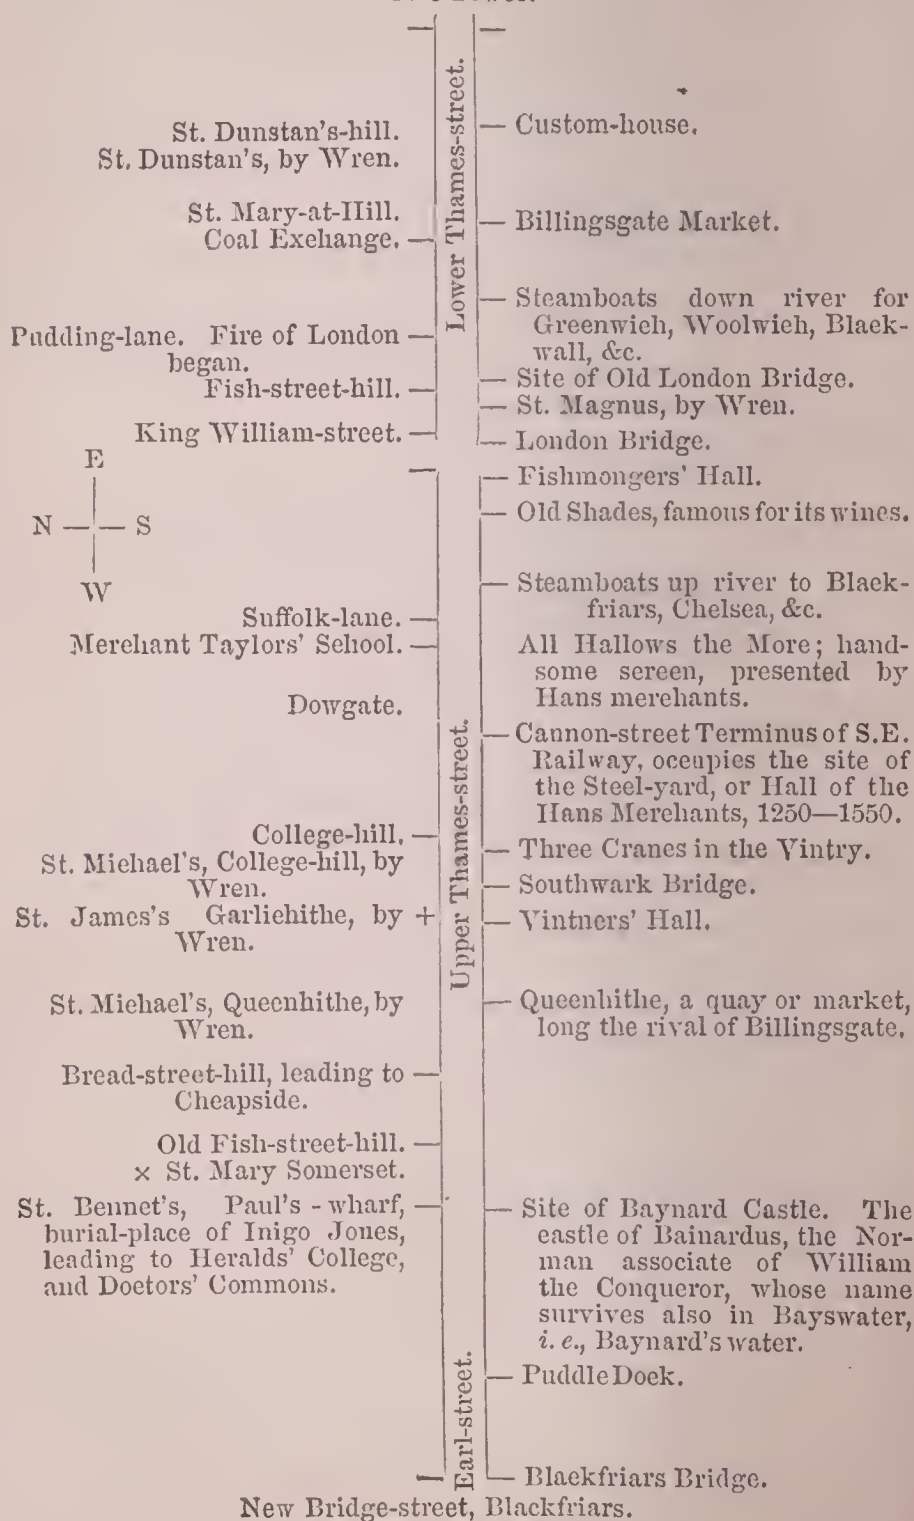 St. Dunstan's-hill.
St. Dunstan's, by Wren.
St. Mary-at-Hill.
Coal Exchange.
Pudding-lane. Fire of London
began.
Fish-street-hill.
King William-street.
E
N S
W
Suffolk-lane.
Merchant Taylors' School.
Dowgate.
College-hill.
St. Michael's, College-hill, by
Wren.
St. James's Garlichithe, by +
Wren.
St. Michael's, Queenhithe, by
Wren.
Bread-street-hill, leading to
Cheapside.
Old Fish-street-hill.
× St. Mary Somerset.
St. Bennet's, Paul's-wharf,
burial-place of Inigo Jones,
leading to Heralds' College,
and Doctors' Commons.
Lower Thames-street.
Upper Thames-street.
Earl-street.
Custom-house.
Billingsgate Market.
Steamboats down river for
Greenwich, Woolwich, Black-
wall, &c.
Site of Old London Bridge.
St. Magnus, by Wren.
London Bridge.
Fishmongers' Hall.
Old Shades, famous for its wines.
Steamboats up river to Black-
friars, Chelsea, &c.
All Hallows the More; hand-
some screen, presented by
Hans merchants.
Cannon-street Terminus of S.E.
Railway, occupies the site of
the Steel-yard, or Hall of the
Hans Merchants, 1250—1550.
Three Cranes in the Vintry.
Southwark Bridge.
Vintners' Hall.
Queenhithe, a quay or market,
long the rival of Billingsgate.
Site of Baynard Castle. The
castle of Bainardus, the Nor-
man associate of William
the Conqueror, whose name
survives also in Bayswater,
i. e., Baynard's water.
Puddle Dock.
Blackfriars Bridge.
New Bridge-street, Blackfriars.